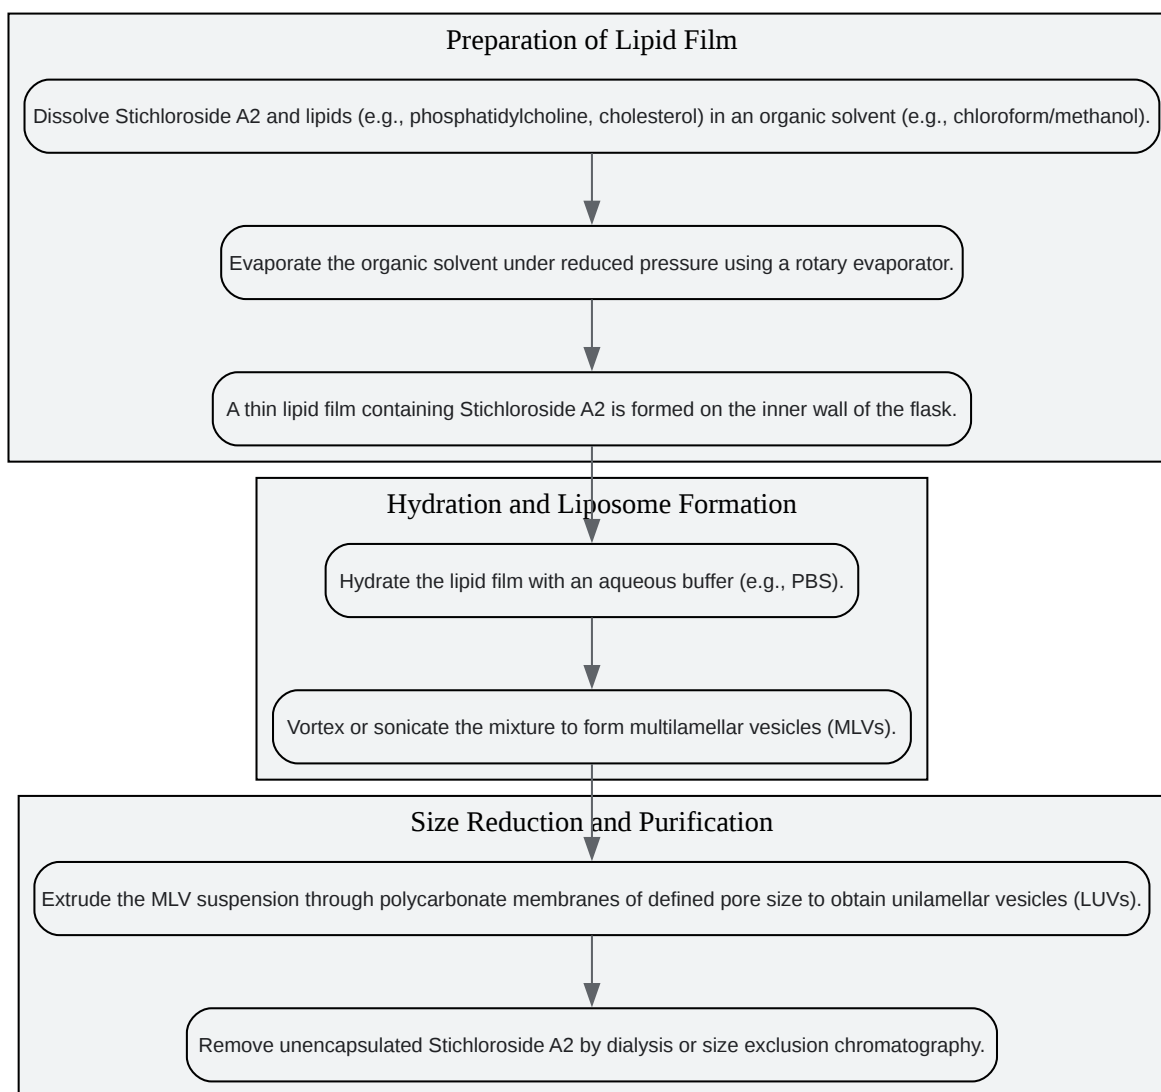 Preparation of Lipid Film
Dissolve Stichloroside A2 and lipids (e.g., phosphatidylcholine, cholesterol) in an organic solvent (e.g., chloroform/methanol).
Evaporate the organic solvent under reduced pressure using a rotary evaporator.
A thin lipid film containing Stichloroside A2 is formed on the inner wall of the flask.
Hydration and Liposome Formation
Hydrate the lipid film with an aqueous buffer (e.g., PBS).
Vortex or sonicate the mixture to form multilamellar vesicles (MLVs).
Size Reduction and Purification
Extrude the MLV suspension through polycarbonate membranes of defined pore size to obtain unilamellar vesicles (LUVs).
Remove unencapsulated Stichloroside A2 by dialysis or size exclusion chromatography.